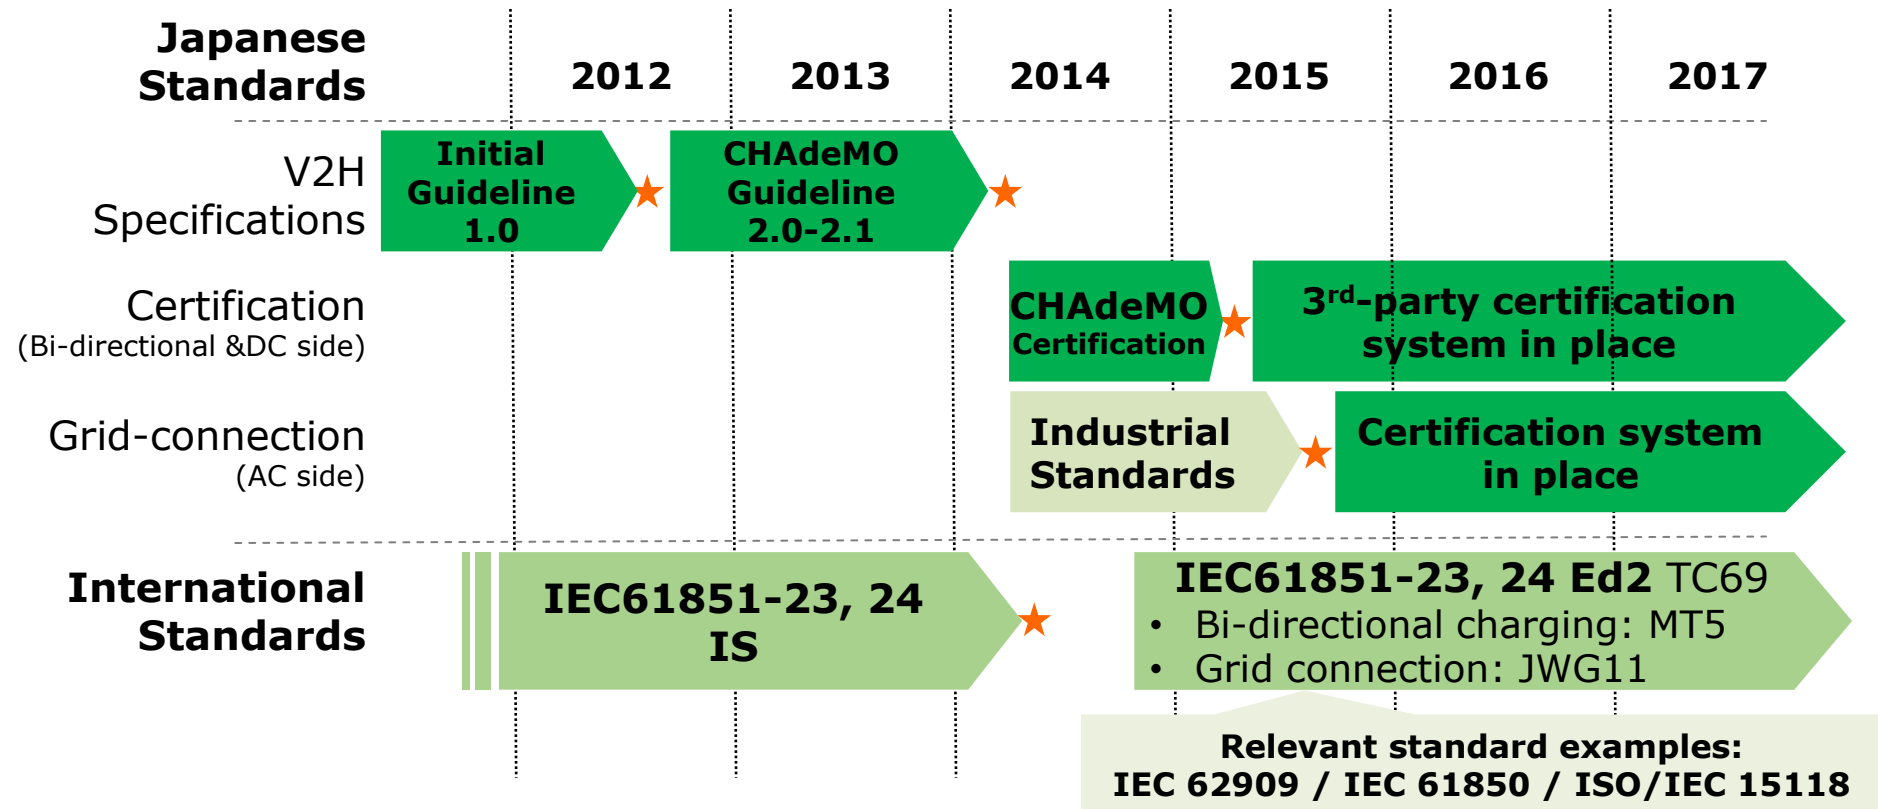 Japanese
Standards
2012
2013
2014
2015
2016
2017
V2H
Specifications
Initial
Guideline
1.0
CHAdeMO
Guideline
2.0-2.1
Certification
(Bi-directional &DC side)
CHAdeMO
Certification
3rd-party certification
system in place
Grid-connection
(AC side)
Industrial
Standards
Certification system
in place
International
Standards
IEC61851-23, 24
IS
IEC61851-23, 24 Ed2 TC69
• Bi-directional charging: MT5
• Grid connection: JWG11
Relevant standard examples:
IEC 62909 / IEC 61850 / ISO/IEC 15118